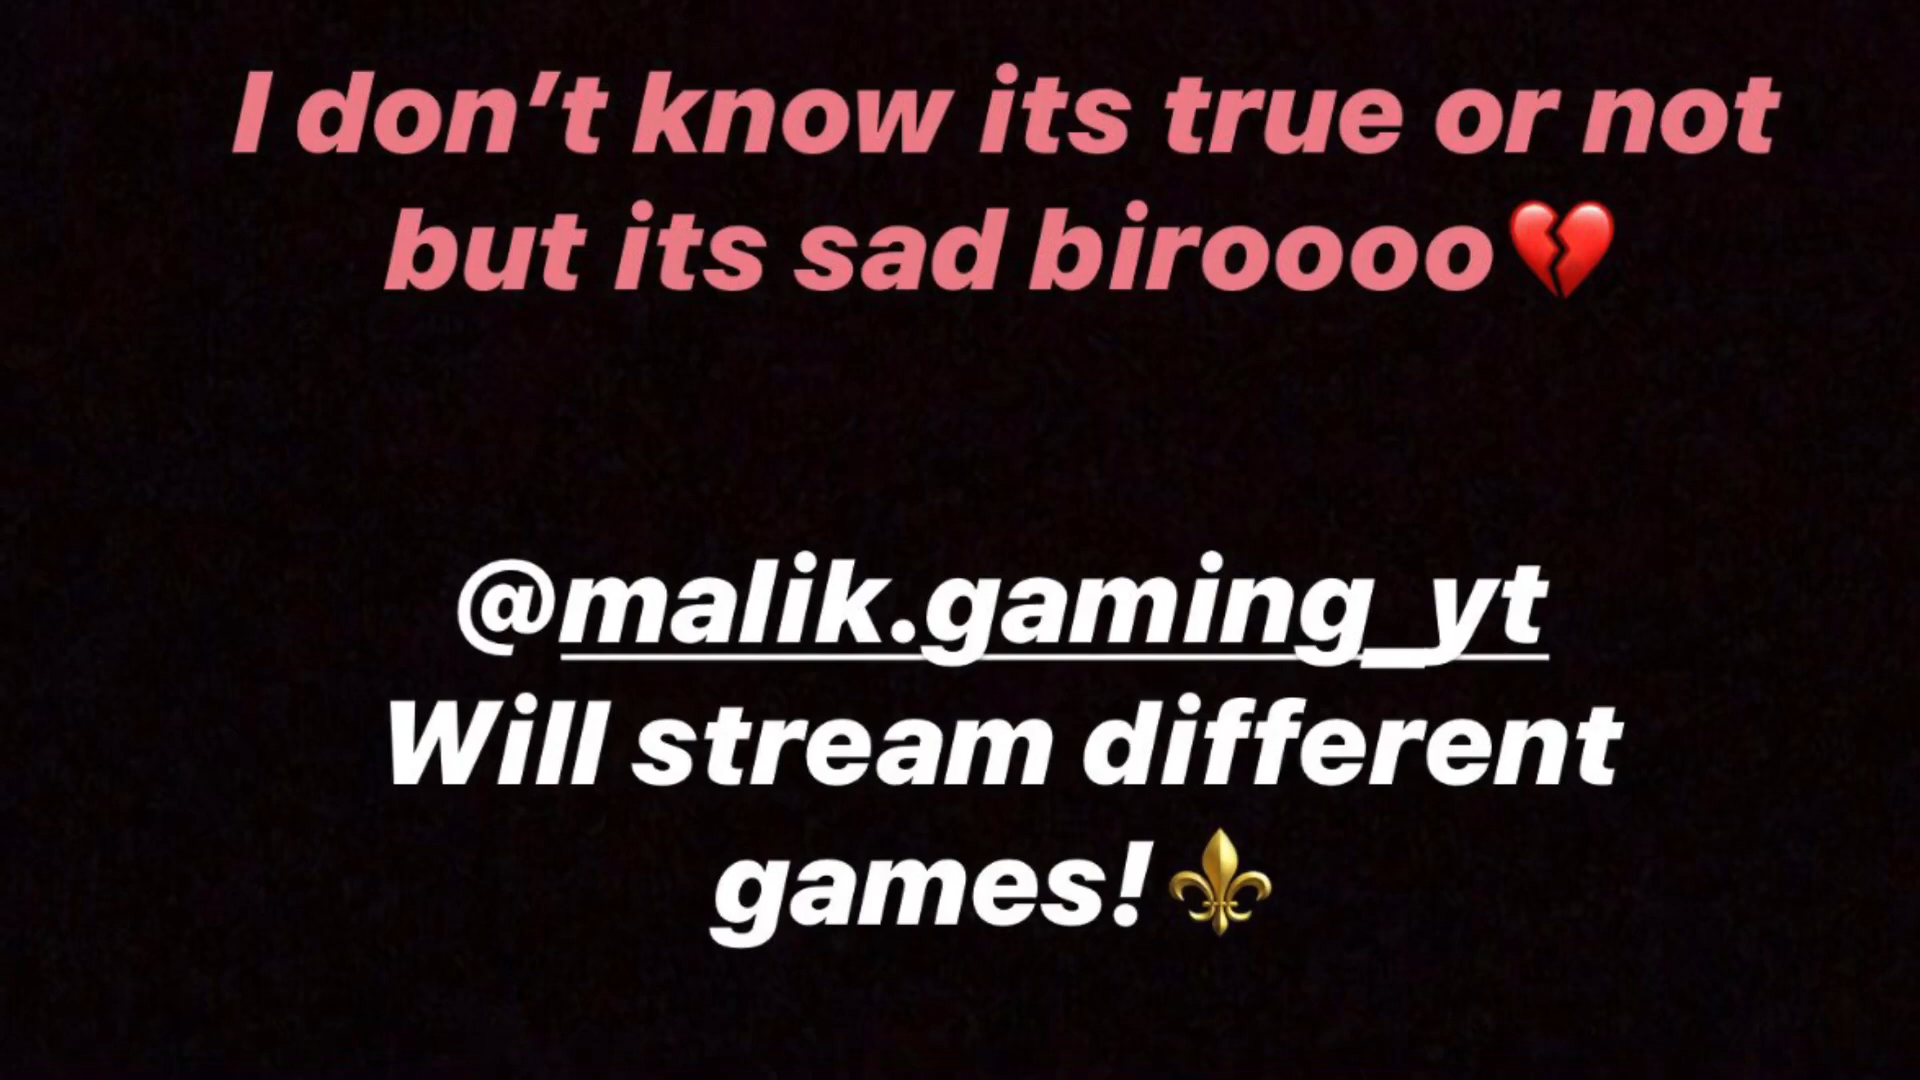 I don’t know its true or not
but its sad biroooo💔
@malik.gaming_yt
Will stream different
games!⚜️